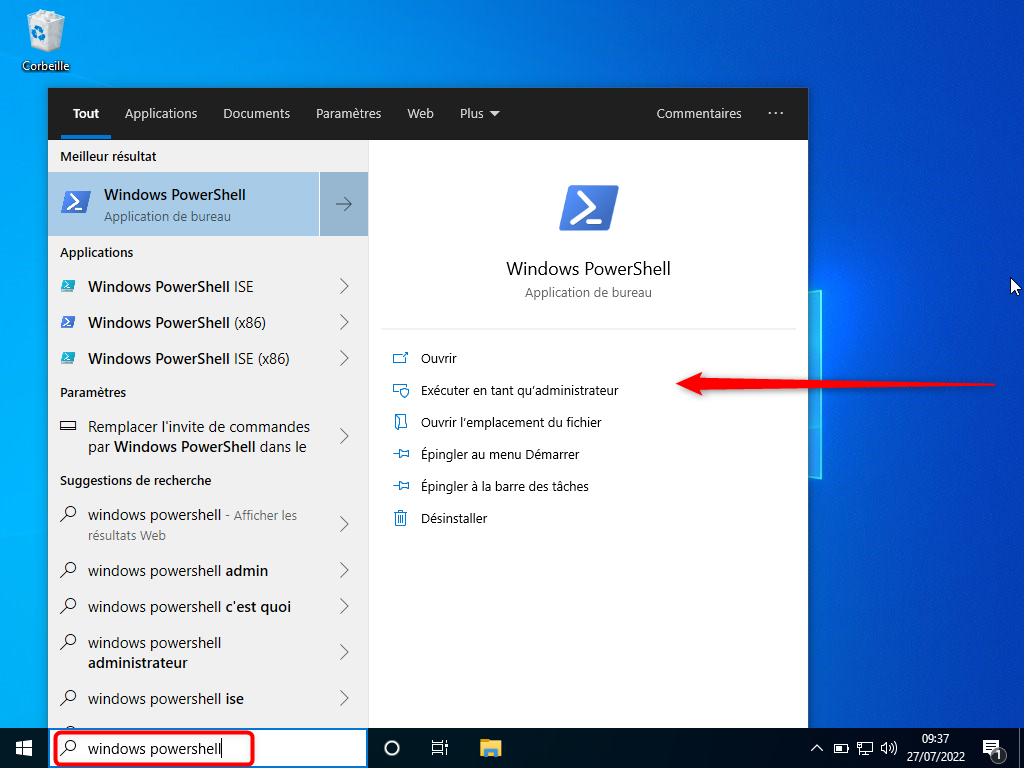 Corbeille
Tout
Applications
Documents
Paramètres
Web
Plus
Commentaires
...
Meilleur résultat
Windows PowerShell
Application de bureau
Applications
Windows PowerShell ISE
Windows PowerShell (x86)
Windows PowerShell ISE (x86)
Paramètres
Remplacer l'invite de commandes
par Windows PowerShell dans le
Suggestions de recherche
windows powershell - Afficher les
résultats Web
windows powershell admin
windows powershell c'est quoi
windows powershell
administrateur
windows powershell ise
Windows PowerShell
Application de bureau
Ouvrir
Exécuter en tant qu'administrateur
Ouvrir l'emplacement du fichier
Épingler au menu Démarrer
Épingler à la barre des tâches
Désinstaller
windows powershell
09:37
27/07/2022
1